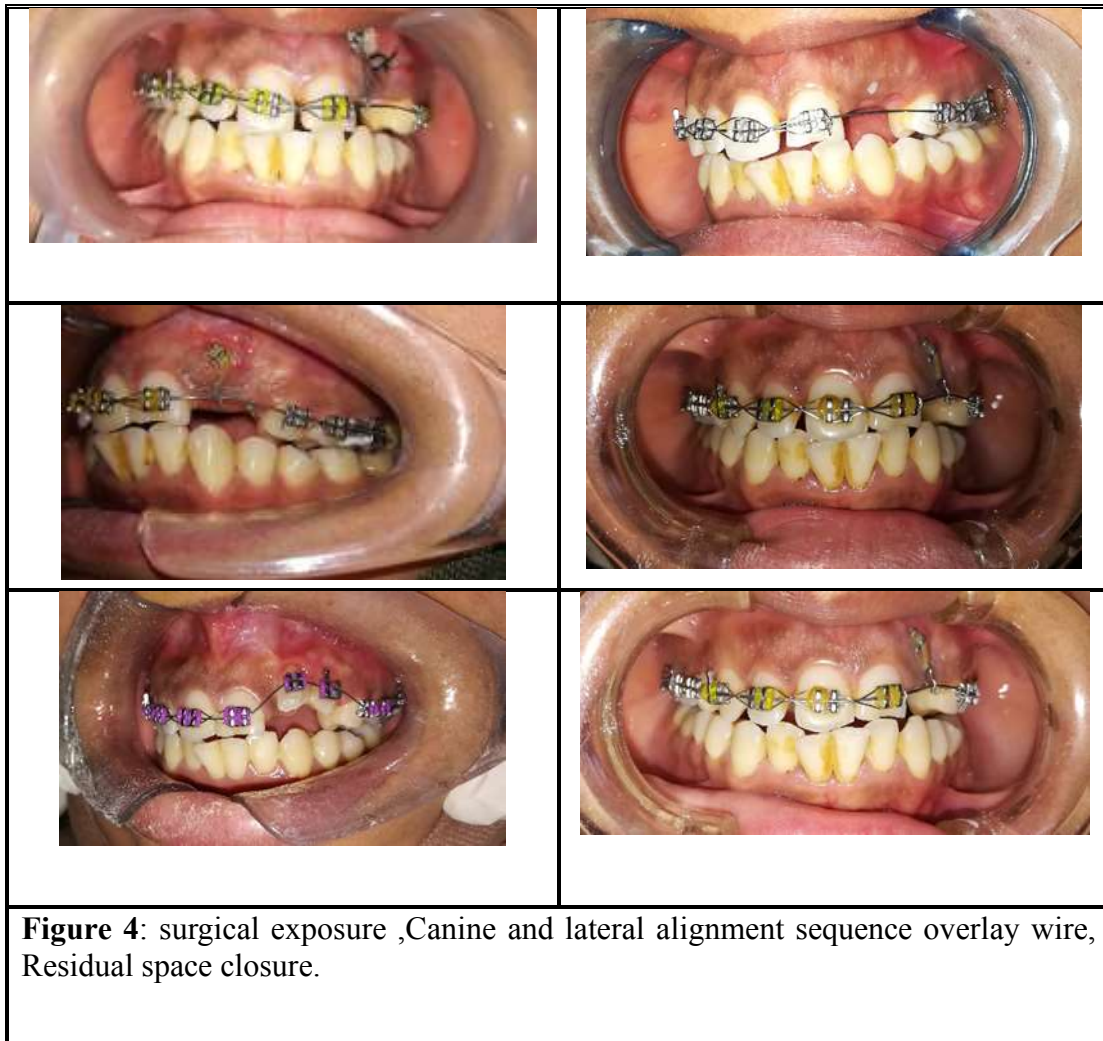 Figure 4: surgical exposure ,Canine and lateral alignment sequence overlay wire,
Residual space closure.